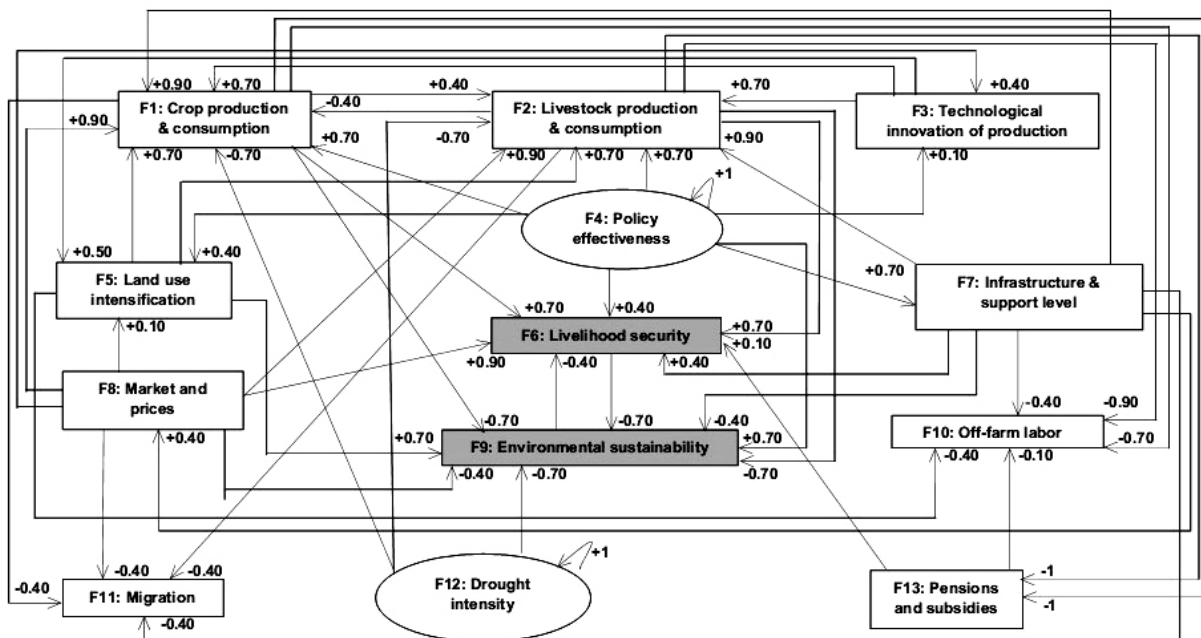 +0.90
+0.70
+0.40
+0.70
+0.40
F1: Crop production
& consumption
-0.40
F2: Livestock production
& consumption
F3: Technological
innovation of production
+0.90
+0.70
-0.70
+0.70
-0.70
+0.90
+0.70
+0.70
+0.90
+0.10
+1
F4: Policy
effectiveness
+0.50
+0.40
F5: Land use
intensification
+0.70
F7: Infrastructure &
support level
+0.10
+0.70
+0.40
F6: Livelihood security
+0.70
+0.10
+0.90
-0.40
+0.40
F8: Market and
prices
+0.40
-0.70
-0.70
-0.40
-0.40
-0.90
F10: Off-farm labor
-0.70
+0.70
F9: Environmental sustainability
+0.70
-0.40
-0.70
-0.70
-0.40
-0.10
+1
F12: Drought
intensity
-0.40
-0.40
-0.40
F11: Migration
-0.40
F13: Pensions
and subsidies
-1
-1